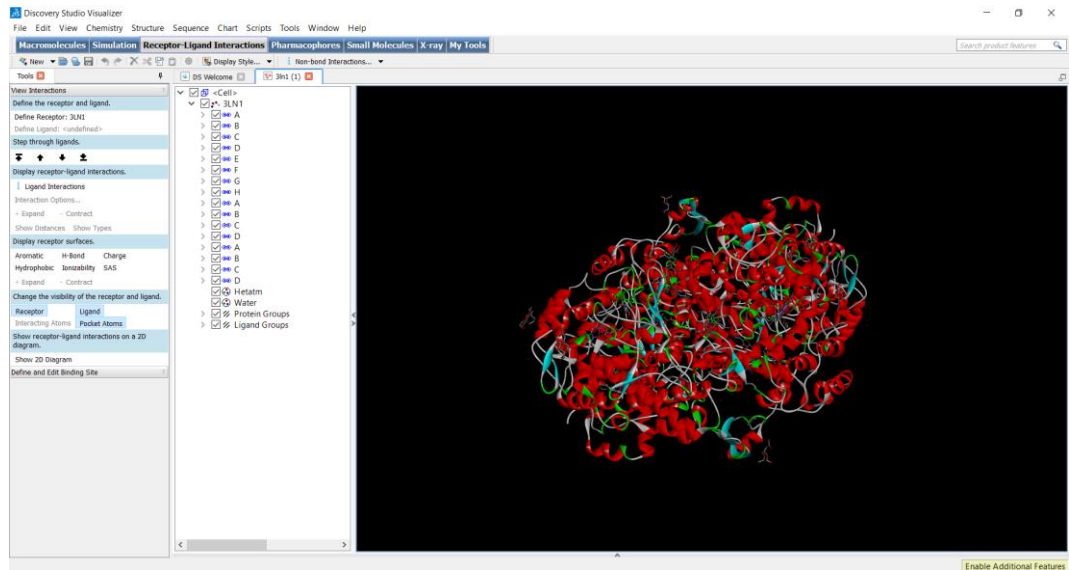 Discovery Studio Visualizer
File Edit View Chemistry Structure Sequence Chart Scripts Tools Window Help
Macromolecules Simulation Receptor-Ligand Interactions Pharmacophores Small Molecules X-ray My Tools
Search product features
New Display Style... Non-bond Interactions...
Tools
DS Welcome
3ln1 (1)
View Interactions
Define the receptor and ligand.
Define Receptor: 3LN1
Define Ligand: <undefined>
Step through ligands.
Display receptor-ligand interactions.
Ligand Interactions
Interaction Options...
+ Expand - Contract
Show Distances Show Types
Display receptor surfaces.
Aromatic H-Bond Charge
Hydrophobic Ionizability SAS
+ Expand - Contract
Change the visibility of the receptor and ligand.
Receptor Ligand
Interacting Atoms Pocket Atoms
Show receptor-ligand interactions on a 2D
diagram.
Show 2D Diagram
Define and Edit Binding Site
<Cell>
3LN1
A
B
C
D
E
F
G
H
A
B
C
D
A
B
C
D
Hetatm
Water
Protein Groups
Ligand Groups
Enable Additional Features